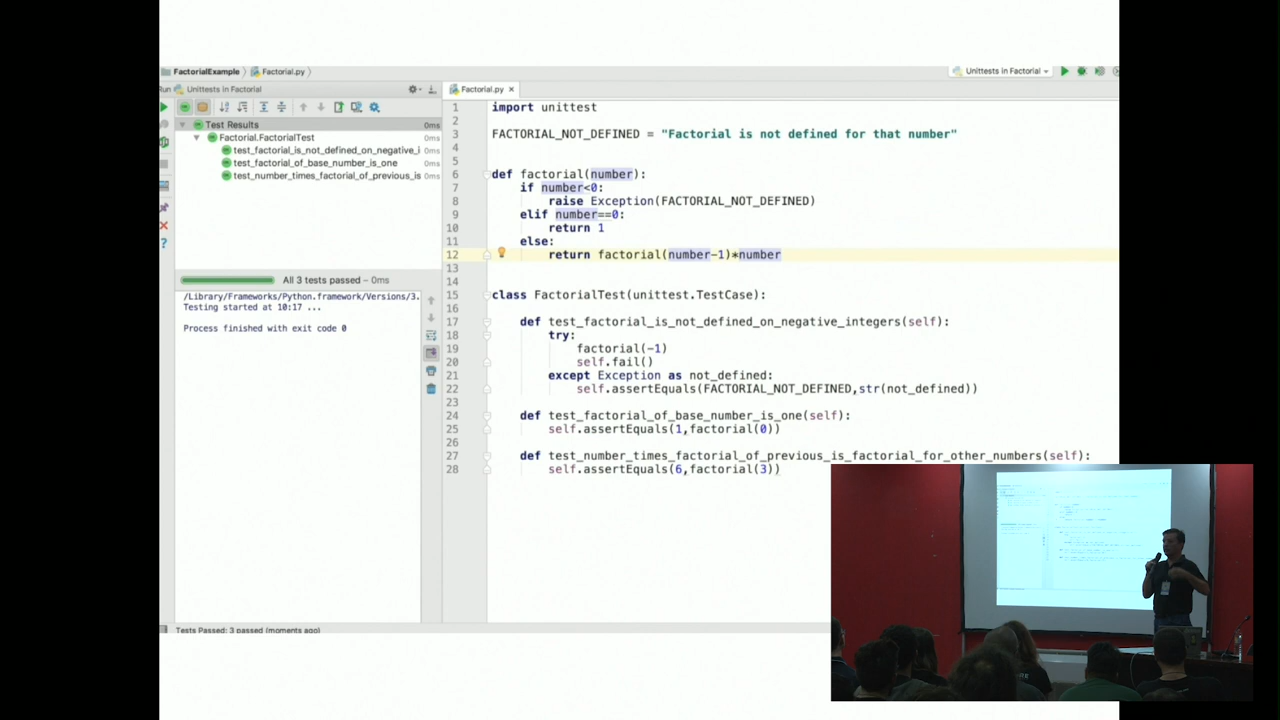 FactorialExample Factorial.py Unittests in Factorial
Run Unittests in Factorial
Factorial.py
Test Results 0ms
Factorial.FactorialTest 0ms
test_factorial_is_not_defined_on_negative_i 0ms
test_factorial_of_base_number_is_one 0ms
test_number_times_factorial_of_previous_is 0ms
All 3 tests passed – 0ms
/Library/Frameworks/Python.framework/Versions/3.
Testing started at 10:17 ...
Process finished with exit code 0
1 import unittest
2
3 FACTORIAL_NOT_DEFINED = "Factorial is not defined for that number"
4
5
6 def factorial(number):
7 if number<0:
8 raise Exception(FACTORIAL_NOT_DEFINED)
9 elif number==0:
10 return 1
11 else:
12 return factorial(number-1)*number
13
14
15 class FactorialTest(unittest.TestCase):
16
17 def test_factorial_is_not_defined_on_negative_integers(self):
18 try:
19 factorial(-1)
20 self.fail()
21 except Exception as not_defined:
22 self.assertEquals(FACTORIAL_NOT_DEFINED,str(not_defined))
23
24 def test_factorial_of_base_number_is_one(self):
25 self.assertEquals(1,factorial(0))
26
27 def test_number_times_factorial_of_previous_is_factorial_for_other_numbers(self):
28 self.assertEquals(6,factorial(3))
Tests Passed: 3 passed (moments ago)